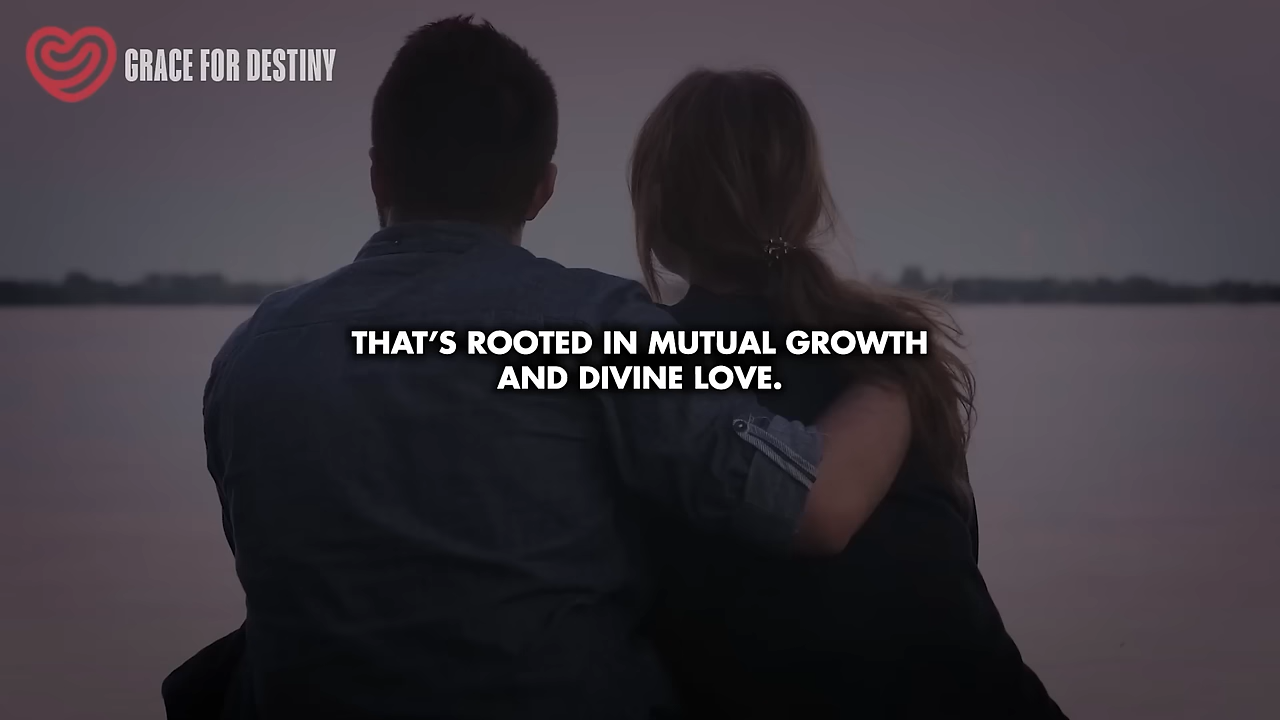 GRACE FOR DESTINY
THAT’S ROOTED IN MUTUAL GROWTH
AND DIVINE LOVE.